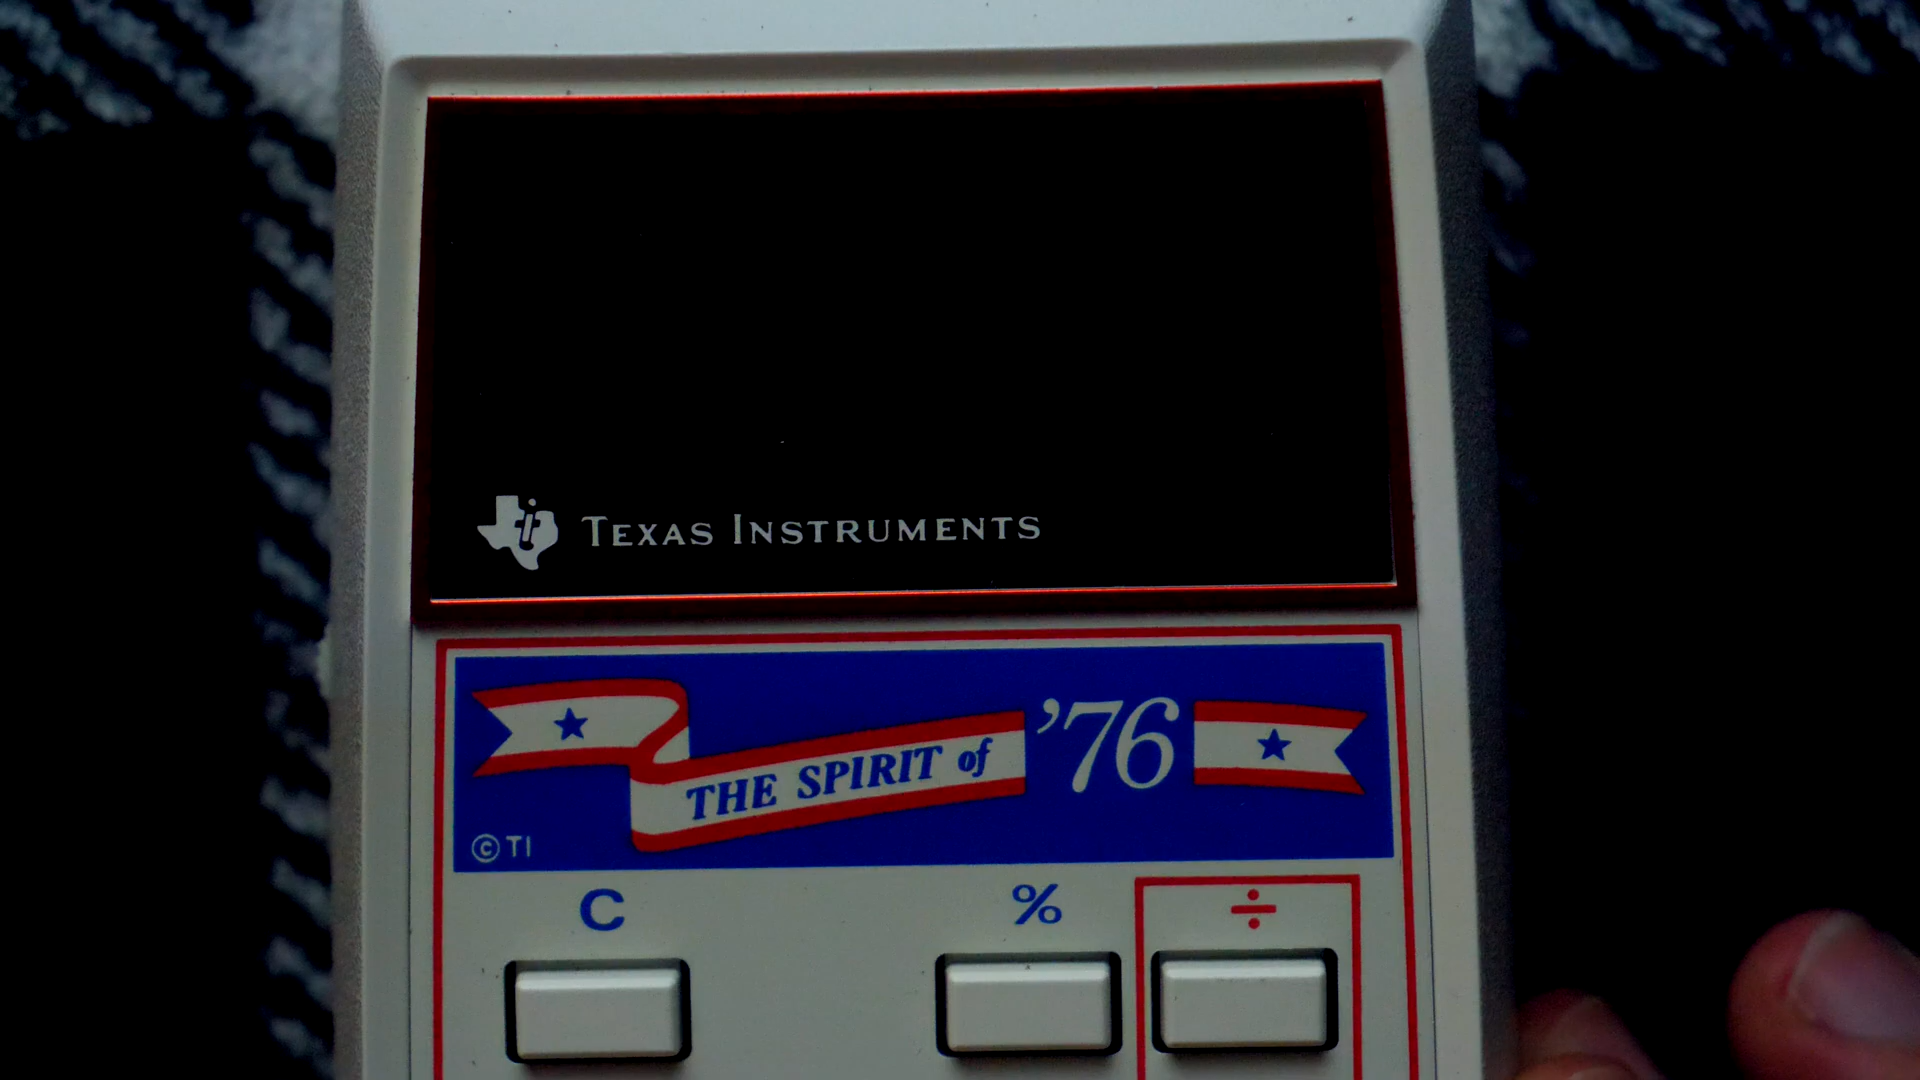 TEXAS INSTRUMENTS
THE SPIRIT of ’76
©TI
C % ÷